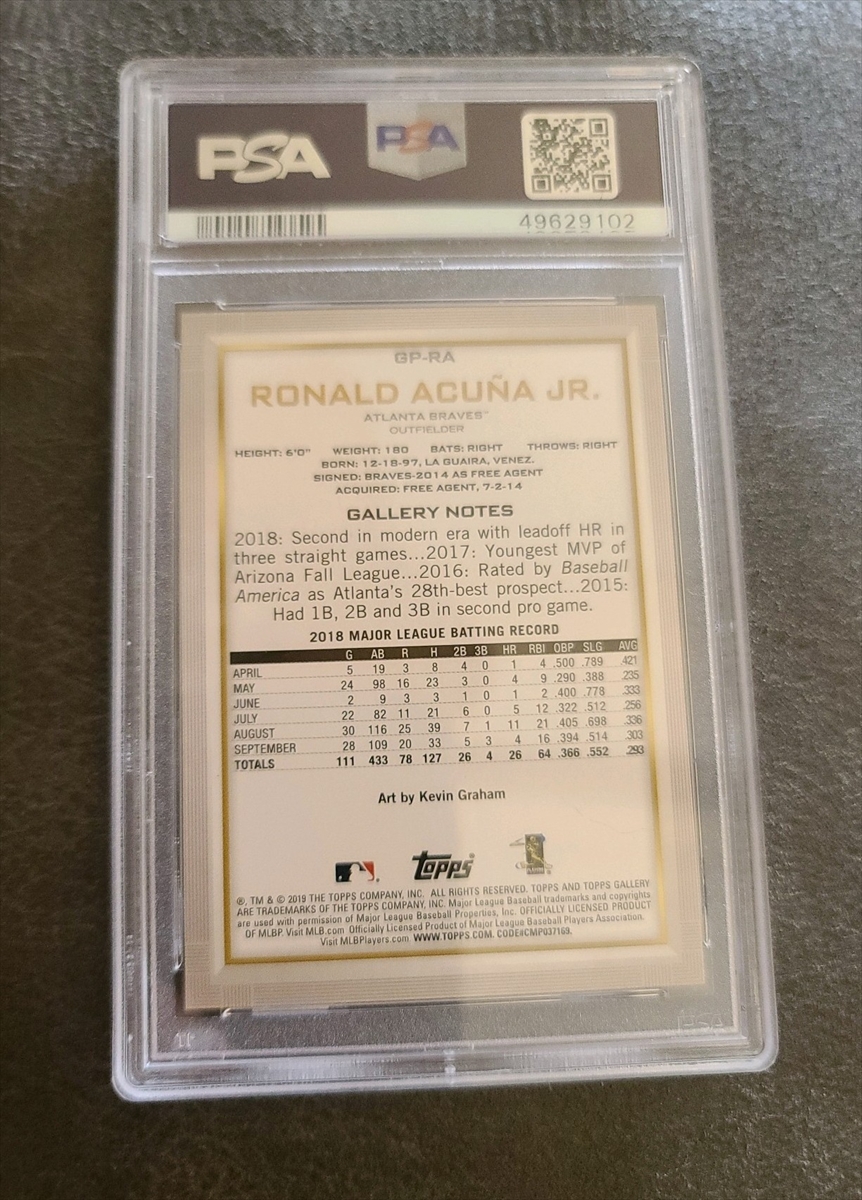 PSA PSA
49629102
GP-RA
RONALD ACUÑA JR.
ATLANTA BRAVES™
OUTFIELDER
HEIGHT: 6'0" WEIGHT: 180 BATS: RIGHT THROWS: RIGHT
BORN: 12-18-97, LA GUAIRA, VENEZ.
SIGNED: BRAVES-2014 AS FREE AGENT
ACQUIRED: FREE AGENT, 7-2-14
GALLERY NOTES
2018: Second in modern era with leadoff HR in
three straight games...2017: Youngest MVP of
Arizona Fall League...2016: Rated by Baseball
America as Atlanta's 28th-best prospect...2015:
Had 1B, 2B and 3B in second pro game.
2018 MAJOR LEAGUE BATTING RECORD
G AB R H 2B 3B HR RBI OBP SLG AVG
APRIL 5 19 3 8 4 0 1 4 .500 .789 .421
MAY 24 98 16 23 3 0 4 9 .290 .388 .235
JUNE 2 9 3 3 1 0 1 2 .400 .778 .333
JULY 22 82 11 21 6 0 5 12 .322 .512 .256
AUGUST 30 116 25 39 7 1 11 21 .405 .698 .336
SEPTEMBER 28 109 20 33 5 3 4 16 .394 .514 .303
TOTALS 111 433 78 127 26 4 26 64 .366 .552 .293
Art by Kevin Graham
topps
®, TM & © 2019 THE TOPPS COMPANY, INC. ALL RIGHTS RESERVED. TOPPS AND TOPPS GALLERY
ARE TRADEMARKS OF THE TOPPS COMPANY, INC. Major League Baseball trademarks and copyrights
are used with permission of Major League Baseball Properties, Inc. OFFICIALLY LICENSED PRODUCT
OF MLBP. Visit MLB.com Officially Licensed Product of Major League Baseball Players Association.
Visit MLBPlayers.com WWW.TOPPS.COM. CODE#CMP037169.
PSA